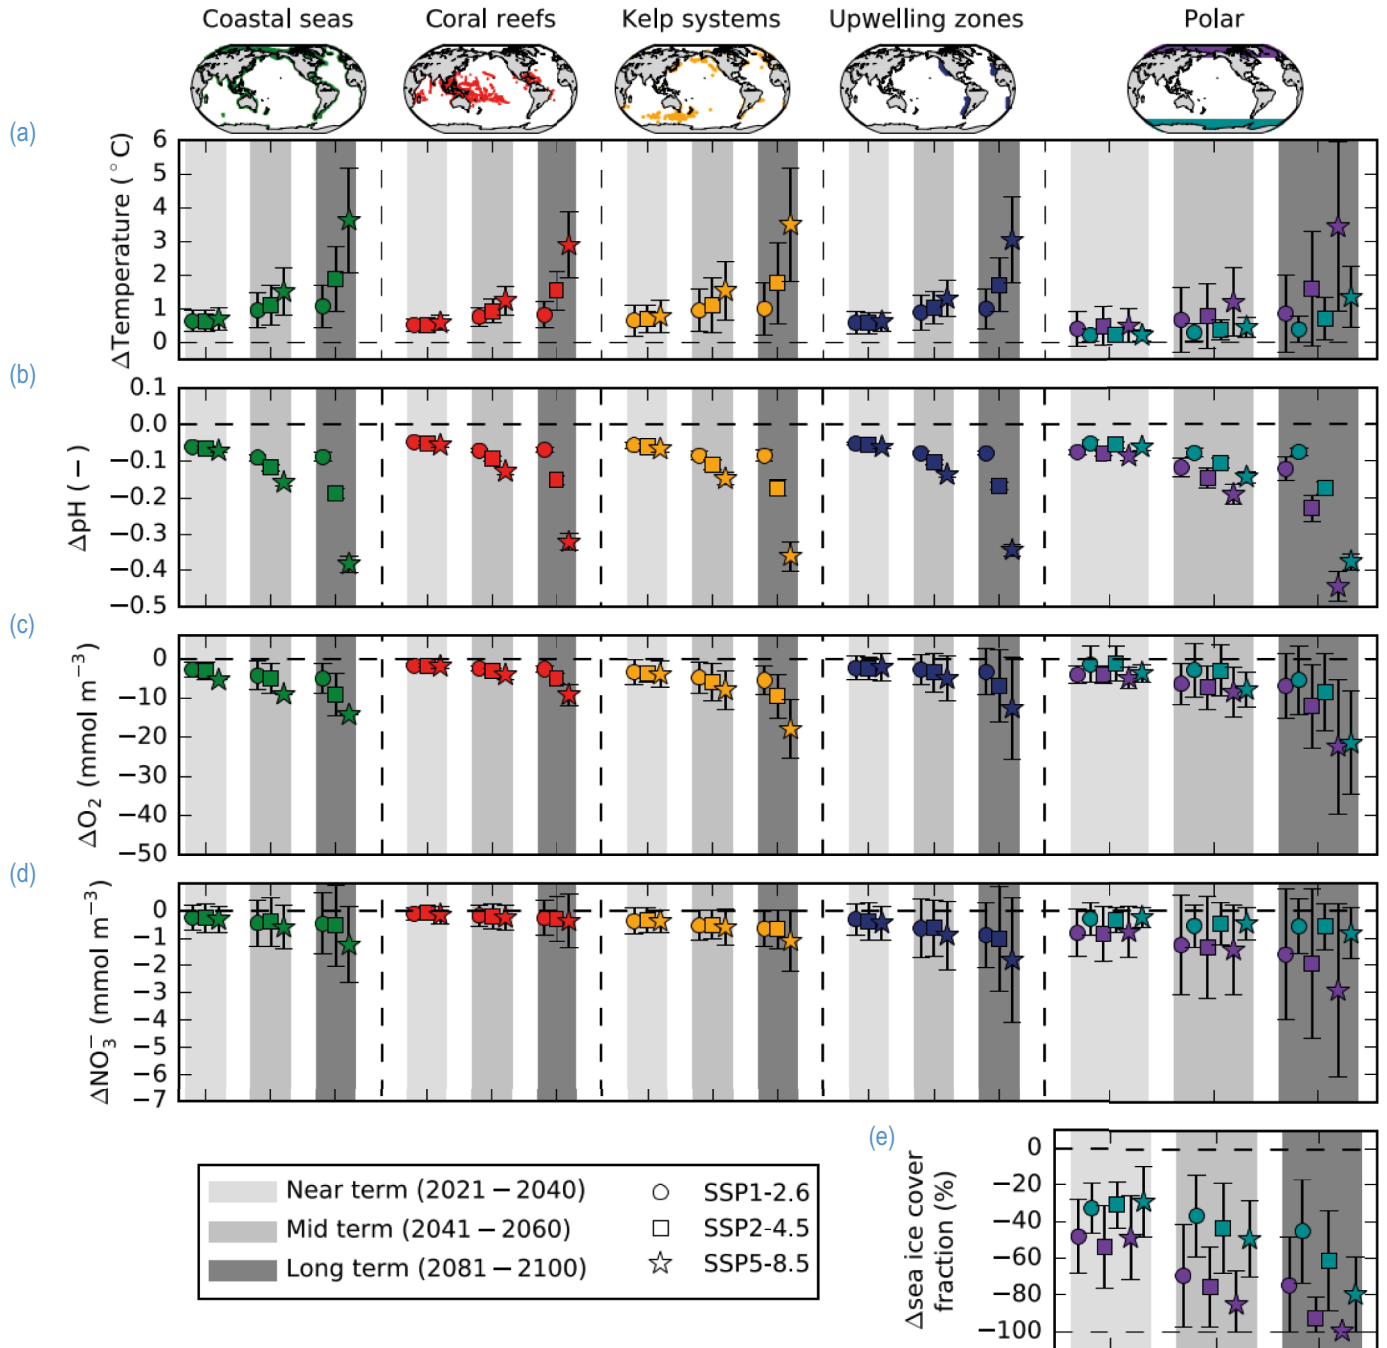 Coastal seas Coral reefs Kelp systems Upwelling zones Polar
(a)
ΔTemperature (°C)
6
5
4
3
2
1
0
(b)
ΔpH (−)
0.1
0.0
−0.1
−0.2
−0.3
−0.4
−0.5
(c)
ΔO₂ (mmol m⁻³)
0
−10
−20
−30
−40
−50
(d)
ΔNO₃⁻ (mmol m⁻³)
0
−1
−2
−3
−4
−5
−6
−7
(e)
Δsea ice cover
fraction (%)
0
−20
−40
−60
−80
−100
Near term (2021−2040) SSP1-2.6
Mid term (2041−2060) SSP2-4.5
Long term (2081−2100) SSP5-8.5